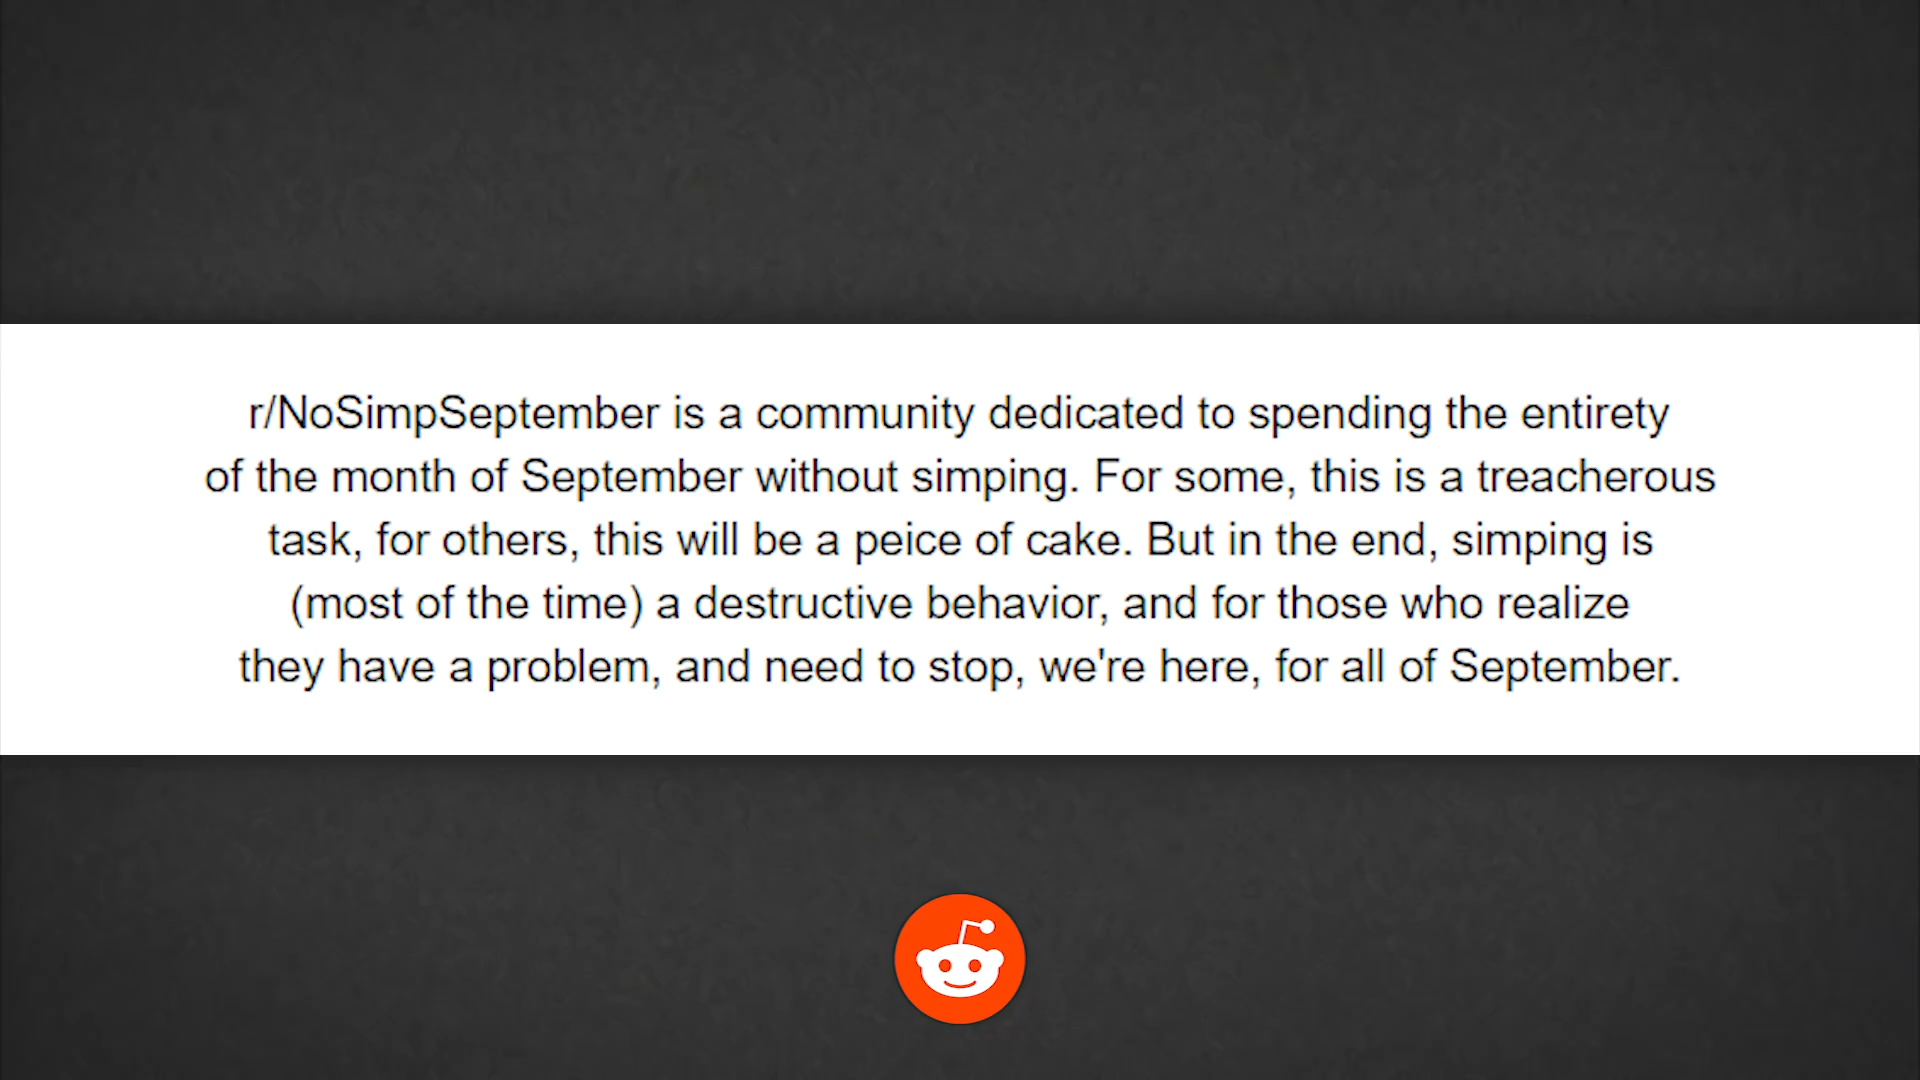 r/NoSimpSeptember is a community dedicated to spending the entirety
of the month of September without simping. For some, this is a treacherous
task, for others, this will be a peice of cake. But in the end, simping is
(most of the time) a destructive behavior, and for those who realize
they have a problem, and need to stop, we're here, for all of September.